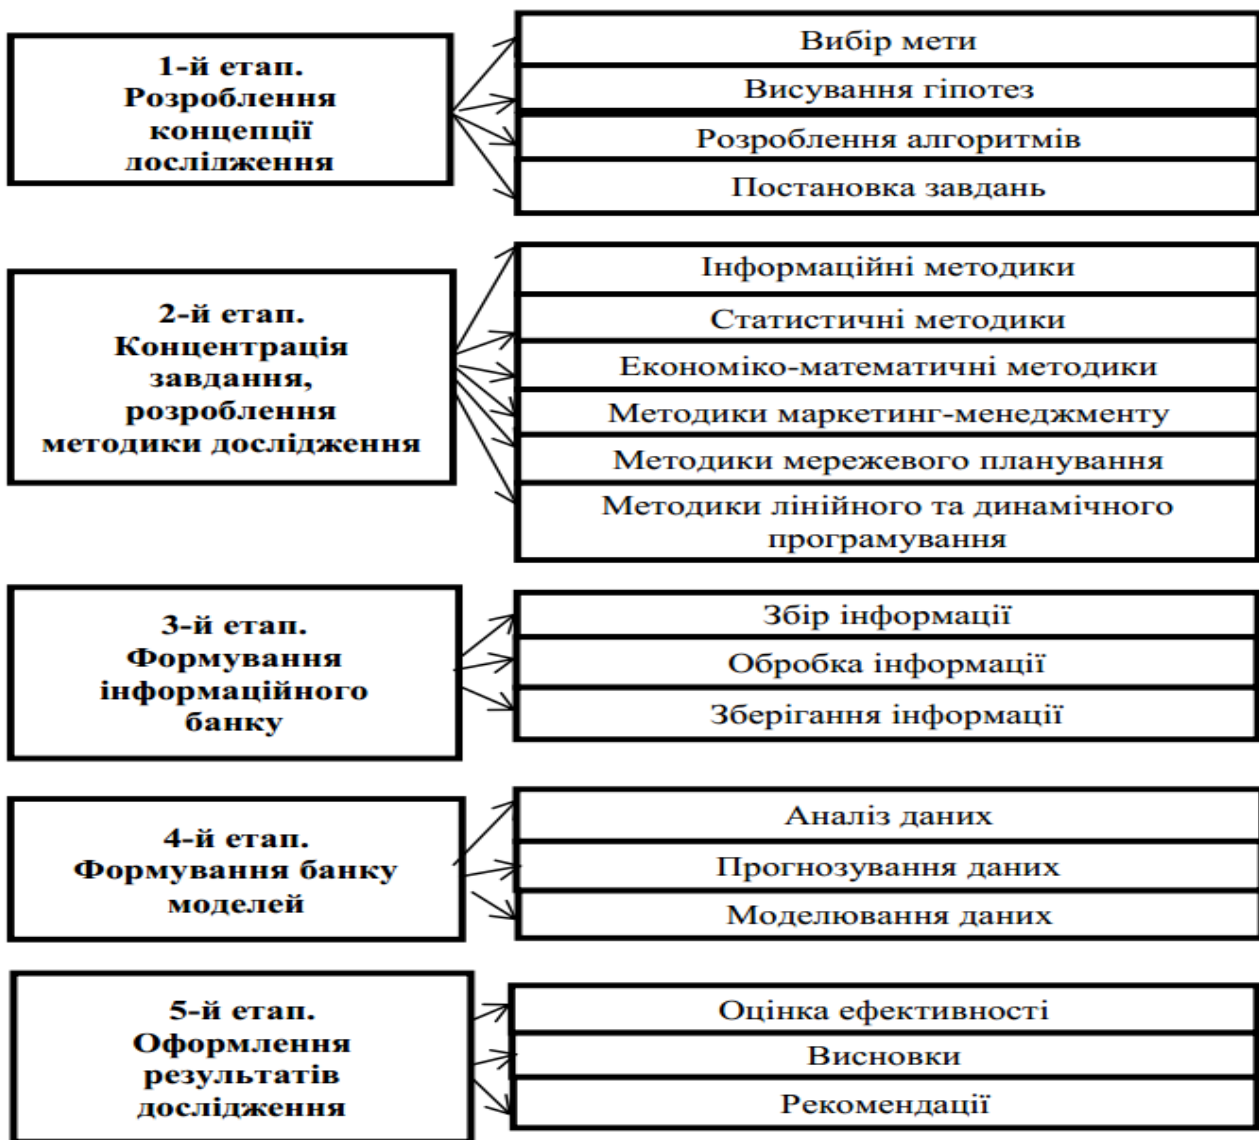 1-й етап.
Розроблення
концепції
дослідження
Вибір мети
Висування гіпотез
Розроблення алгоритмів
Постановка завдань
2-й етап.
Концентрація
завдання,
розроблення
методики дослідження
Інформаційні методики
Статистичні методики
Економіко-математичні методики
Методики маркетинг-менеджменту
Методики мережевого планування
Методики лінійного та динамічного
програмування
3-й етап.
Формування
інформаційного
банку
Збір інформації
Обробка інформації
Зберігання інформації
4-й етап.
Формування банку
моделей
Аналіз даних
Прогнозування даних
Моделювання даних
5-й етап.
Оформлення
результатів
дослідження
Оцінка ефективності
Висновки
Рекомендації